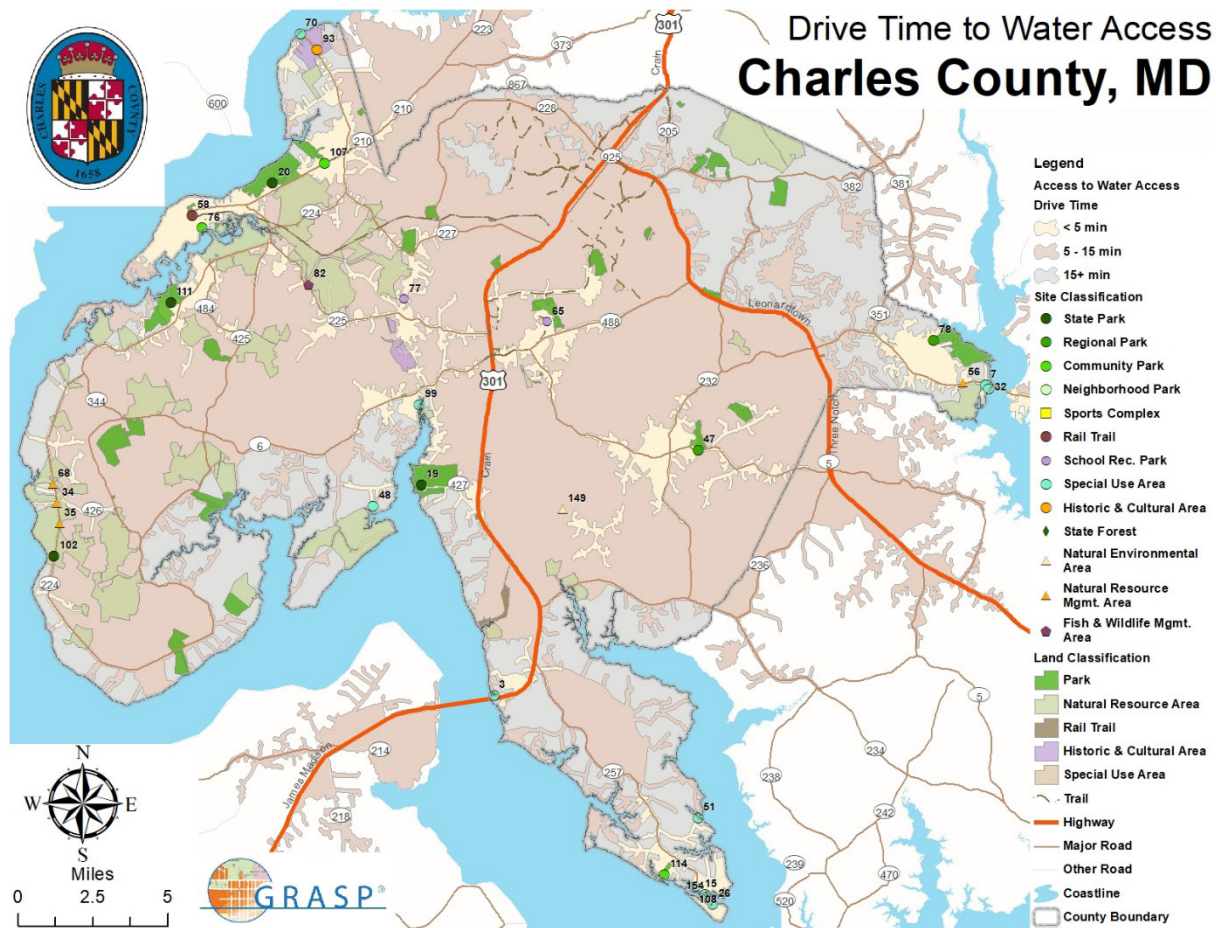 Drive Time to Water Access
Charles County, MD
CHARLES COUNTY
1658
Legend
Access to Water Access
Drive Time
< 5 min
5 - 15 min
15+ min
Site Classification
State Park
Regional Park
Community Park
Neighborhood Park
Sports Complex
Rail Trail
School Rec. Park
Special Use Area
Historic & Cultural Area
State Forest
Natural Environmental
Area
Natural Resource
Mgmt. Area
Fish & Wildlife Mgmt.
Area
Land Classification
Park
Natural Resource Area
Rail Trail
Historic & Cultural Area
Special Use Area
Trail
Highway
Major Road
Other Road
Coastline
County Boundary
70
93
223
373
301
Crain
600
867
210
228
205
210
925
107
20
382
381
58
76
224
227
82
77
111
484
225
425
65
488
Leonardtown
351
78
56
7
32
301
232
344
99
6
47
Three Notch
5
68
34
35
426
102
224
48
19
427
Crain
149
236
3
James Madison
214
218
257
5
234
238
242
51
114
154
15
26
108
239
470
520
N
W
E
S
Miles
0
2.5
5
GRASP®